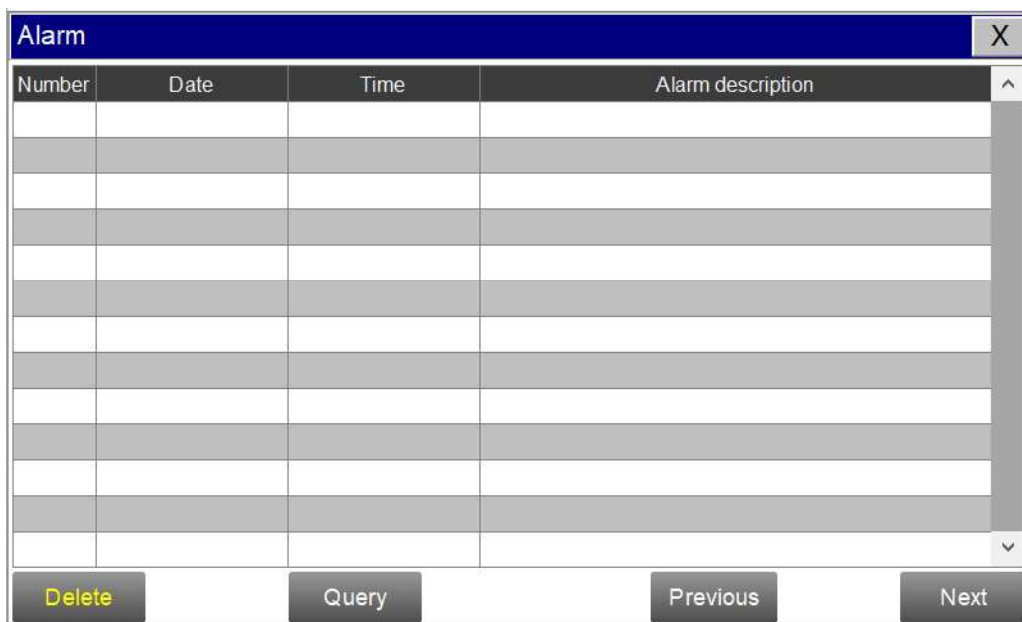 Alarm X
Number Date Time Alarm description
Delete Query Previous Next